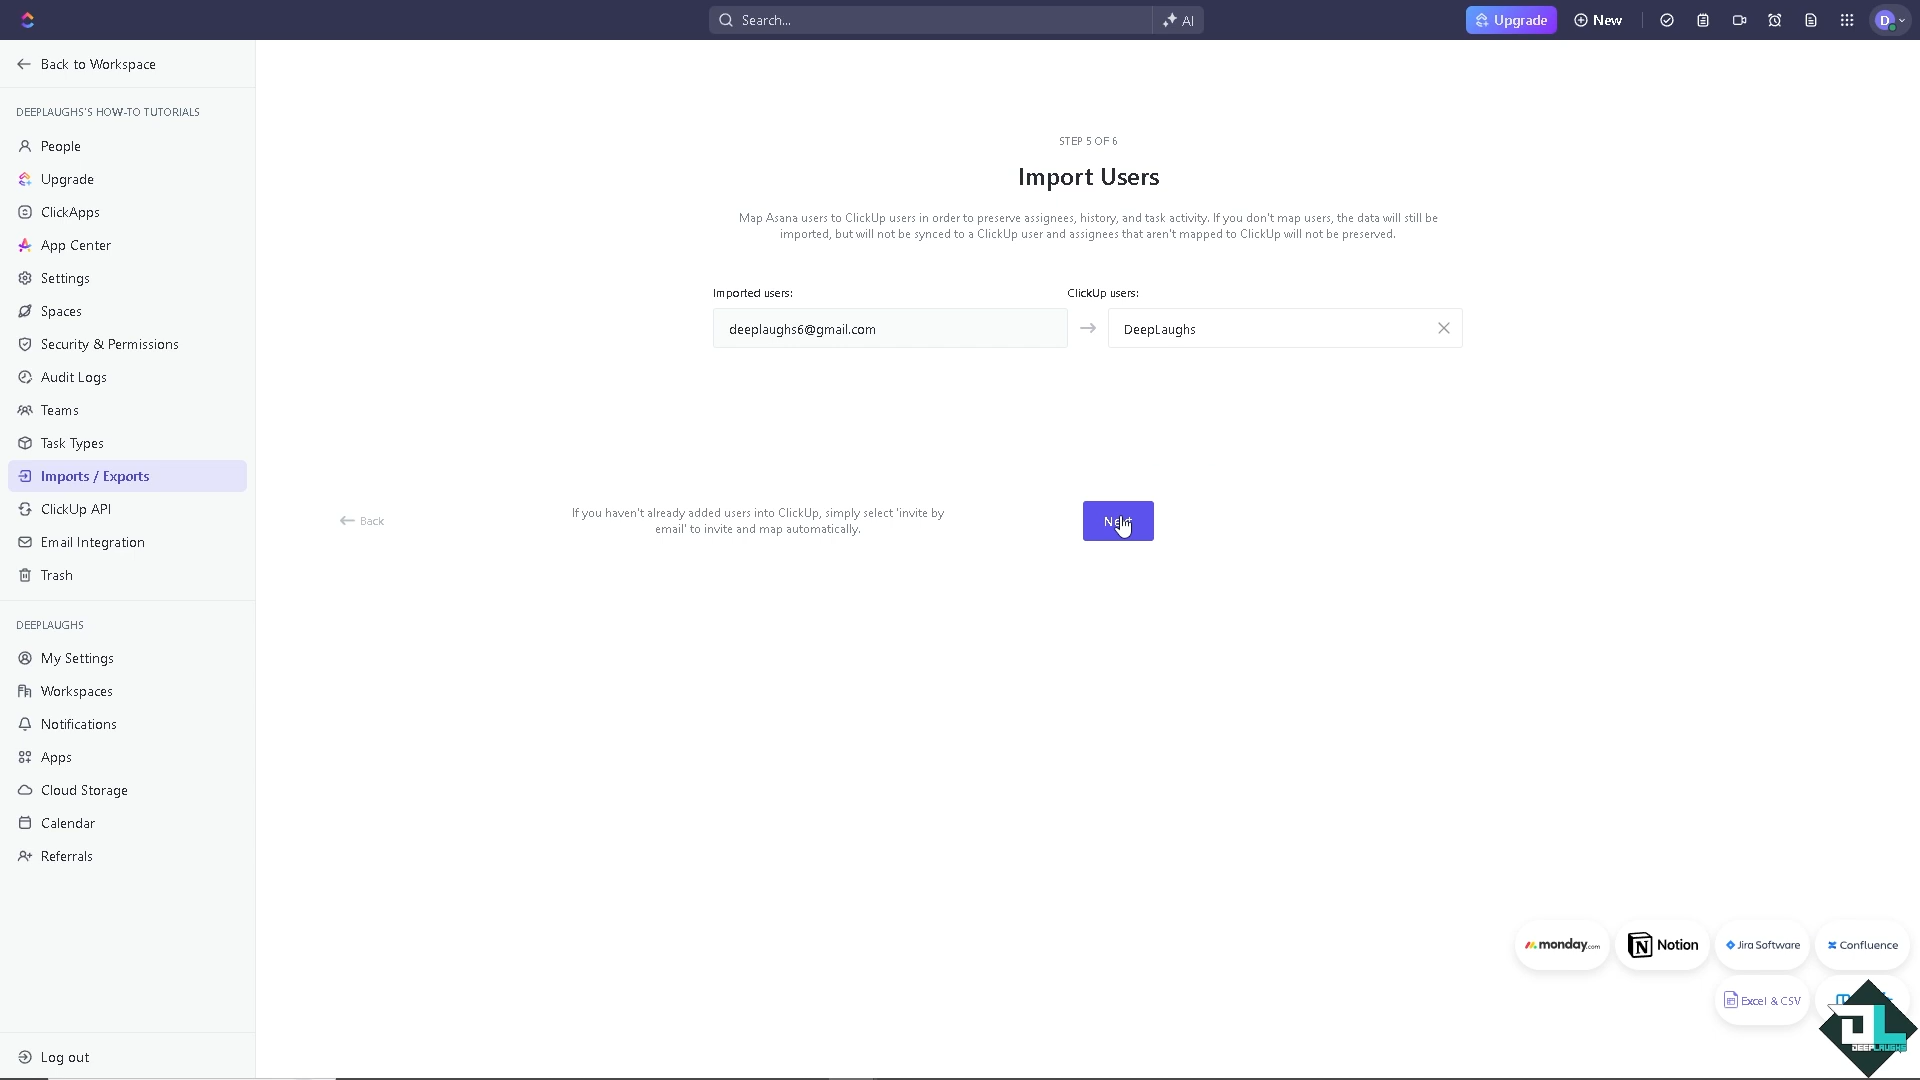 Search...
AI
Upgrade
New
D
Back to Workspace
DEEPLAUGHS'S HOW-TO TUTORIALS
People
Upgrade
ClickApps
App Center
Settings
Spaces
Security & Permissions
Audit Logs
Teams
Task Types
Imports / Exports
ClickUp API
Email Integration
Trash
DEEPLAUGHS
My Settings
Workspaces
Notifications
Apps
Cloud Storage
Calendar
Referrals
Log out
STEP 5 OF 6
Import Users
Map Asana users to ClickUp users in order to preserve assignees, history, and task activity. If you don't map users, the data will still be
imported, but will not be synced to a ClickUp user and assignees that aren't mapped to ClickUp will not be preserved.
Imported users:
ClickUp users:
deeplaughs6@gmail.com
DeepLaughs
Back
If you haven't already added users into ClickUp, simply select 'invite by
email' to invite and map automatically.
Next
monday.com
Notion
Jira Software
Confluence
Excel & CSV
DEEPLAUGHS